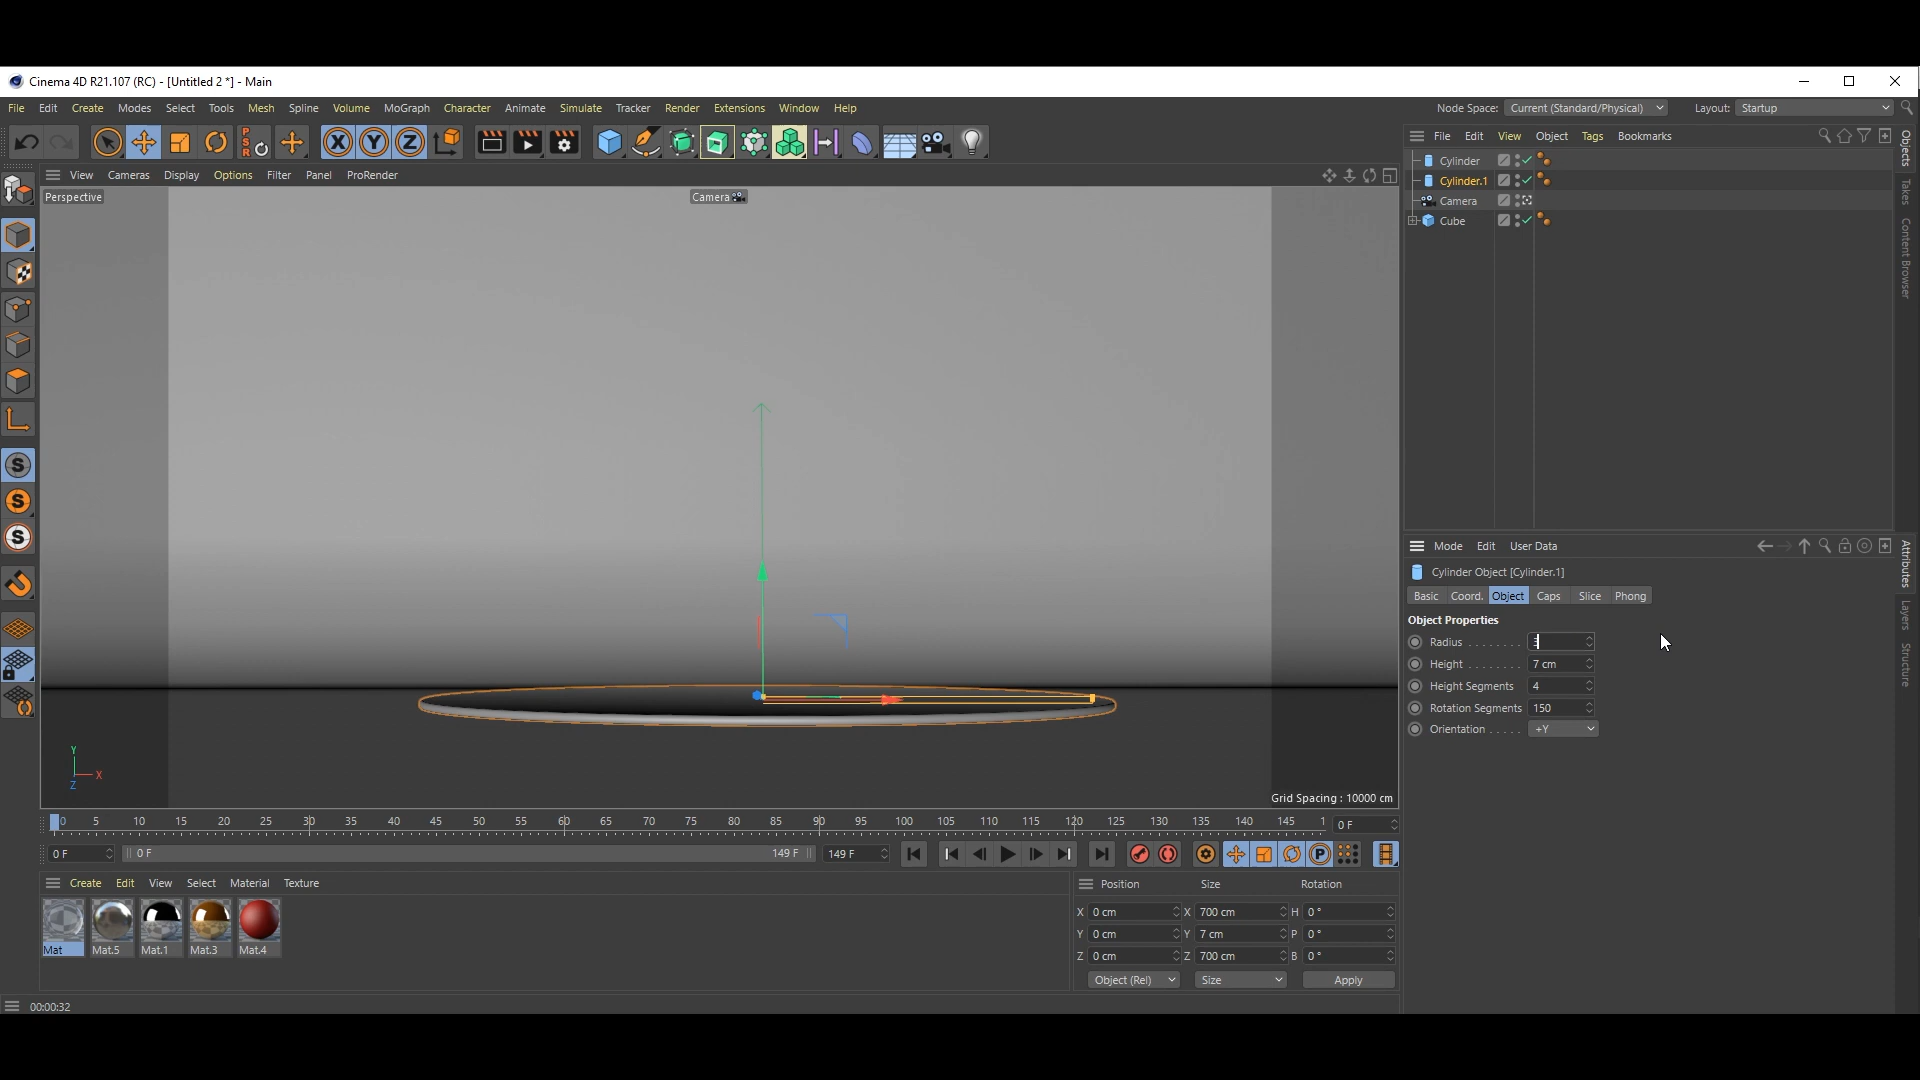 Cinema 4D R21.107 (RC) - [Untitled 2 *] - Main
File Edit Create Modes Select Tools Mesh Spline Volume MoGraph Character Animate Simulate Tracker Render Extensions Window Help
Node Space: Current (Standard/Physical) Layout: Startup
PSR X Y Z
File Edit View Object Tags Bookmarks
View Cameras Display Options Filter Panel ProRender
Perspective
Camera
Cylinder
Cylinder.1
Camera
Cube
Objects
Takes
Content Browser
S
S
S
Y
X
Z
Grid Spacing : 10000 cm
Mode Edit User Data
Cylinder Object [Cylinder.1]
Basic Coord. Object Caps Slice Phong
Object Properties
Radius . . . . . . . .
Height . . . . . . . 7 cm
Height Segments 4
Rotation Segments 150
Orientation . . . . . +Y
Attributes
Layers
Structure
0 5 10 15 20 25 30 35 40 45 50 55 60 65 70 75 80 85 90 95 100 105 110 115 120 125 130 135 140 145 1 0 F
0 F 0 F 149 F 149 F P
Create Edit View Select Material Texture
Mat Mat.5 Mat.1 Mat.3 Mat.4
Position Size Rotation
X 0 cm X 700 cm H 0 °
Y 0 cm Y 7 cm P 0 °
Z 0 cm Z 700 cm B 0 °
Object (Rel) Size Apply
00:00:32